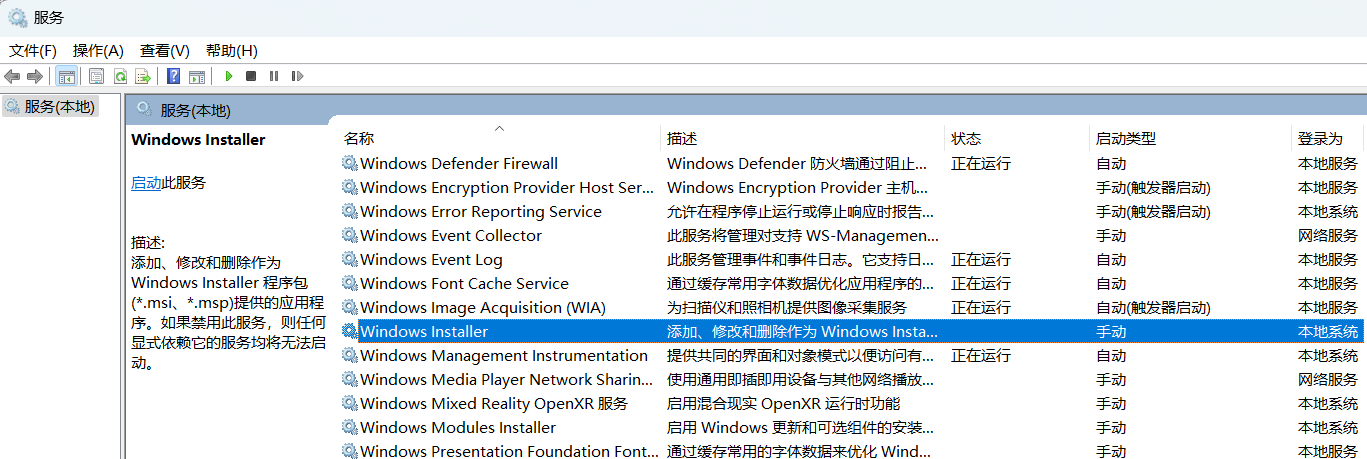 服务
文件(F) 操作(A) 查看(V) 帮助(H)
服务(本地)
服务(本地)
Windows Installer
启动此服务
描述:
添加、修改和删除作为
Windows Installer 程序包
(*.msi、*.msp)提供的应用程
序。如果禁用此服务，则任何
显式依赖它的服务均将无法启
动。
名称 描述 状态 启动类型 登录为
Windows Defender Firewall Windows Defender 防火墙通过阻止... 正在运行 自动 本地服务
Windows Encryption Provider Host Ser... Windows Encryption Provider 主机... 手动(触发器启动) 本地服务
Windows Error Reporting Service 允许在程序停止运行或停止响应时报告... 手动(触发器启动) 本地系统
Windows Event Collector 此服务将管理对支持 WS-Managemen... 手动 网络服务
Windows Event Log 此服务管理事件和事件日志。它支持日... 正在运行 自动 本地服务
Windows Font Cache Service 通过缓存常用字体数据优化应用程序的... 正在运行 自动 本地服务
Windows Image Acquisition (WIA) 为扫描仪和照相机提供图像采集服务 正在运行 自动(触发器启动) 本地服务
Windows Installer 添加、修改和删除作为 Windows Insta... 手动 本地系统
Windows Management Instrumentation 提供共同的界面和对象模式以便访问有... 正在运行 自动 本地系统
Windows Media Player Network Sharin... 使用通用即插即用设备与其他网络播放... 手动 网络服务
Windows Mixed Reality OpenXR 服务 启用混合现实 OpenXR 运行时功能 手动 本地系统
Windows Modules Installer 启用 Windows 更新和可选组件的安装... 手动 本地系统
Windows Presentation Foundation Font... 通过缓存常用的字体数据来优化 Wind... 手动 本地服务